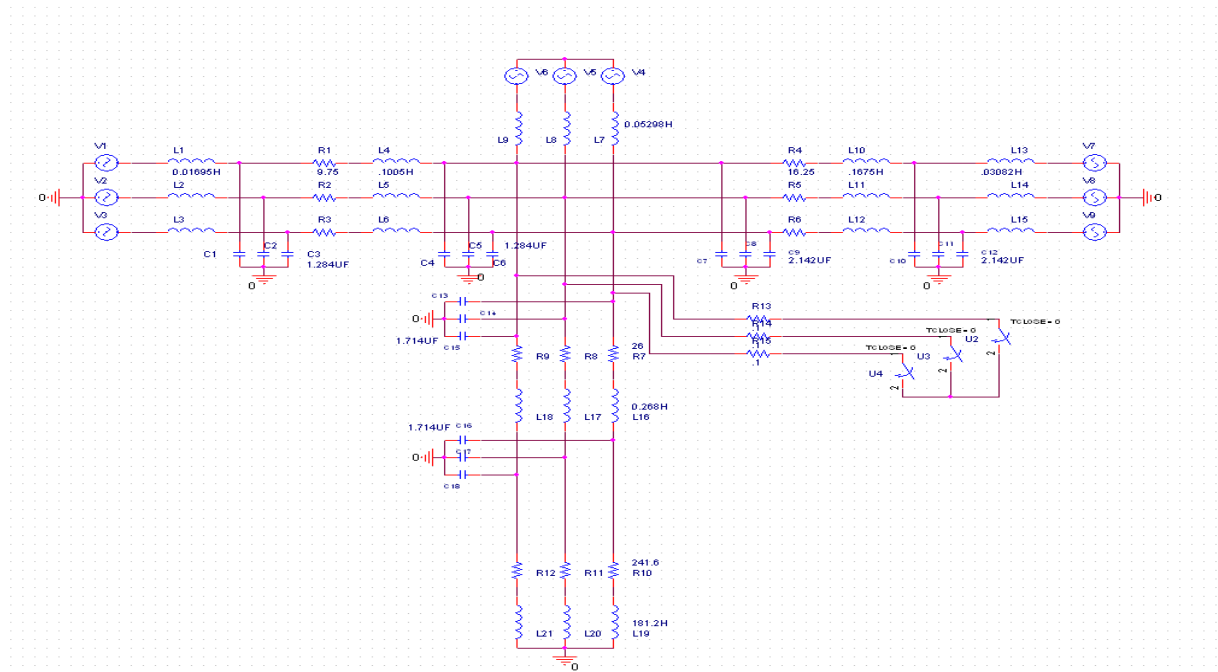 V6 V5 V4
L9 L8 L7
0.05298H
V1 L1 R1 L4 R4 L10 L13 V7
0.01695H 9.75 .1005H 16.25 .1675H .03082H
V2 L2 R2 L5 R5 L11 L14 V8
0 0
V3 L3 R3 L6 R6 L12 L15 V9
C1 C2 C3 C4 C5 C6 C7 C8 C9 C10 C11 C12
1.284UF 1.284UF 2.142UF 2.142UF
0 0 0 0
C13
0 C14
1.714UF C15
R13
R14
.1
R15
.1
TCLOSE = 0
TCLOSE = 0
TCLOSE = 0
U2
U3
U4
2 2 2
26
R9 R8 R7
0.268H
L18 L17 L16
1.714UF C16
0 C17
C18
241.6
R12 R11 R10
181.2H
L21 L20 L19
0